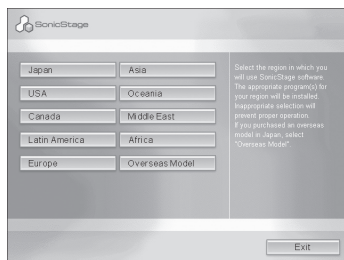 SonicStage
Japan
Asia
USA
Oceania
Canada
Middle East
Latin America
Africa
Europe
Overseas Model
Select the region in which you
will use SonicStage software.
The appropriate program(s) for
your region will be installed.
Inappropriate selection will
prevent proper operation.
If you purchased an overseas
model in Japan, select
"Overseas Model"
Exit